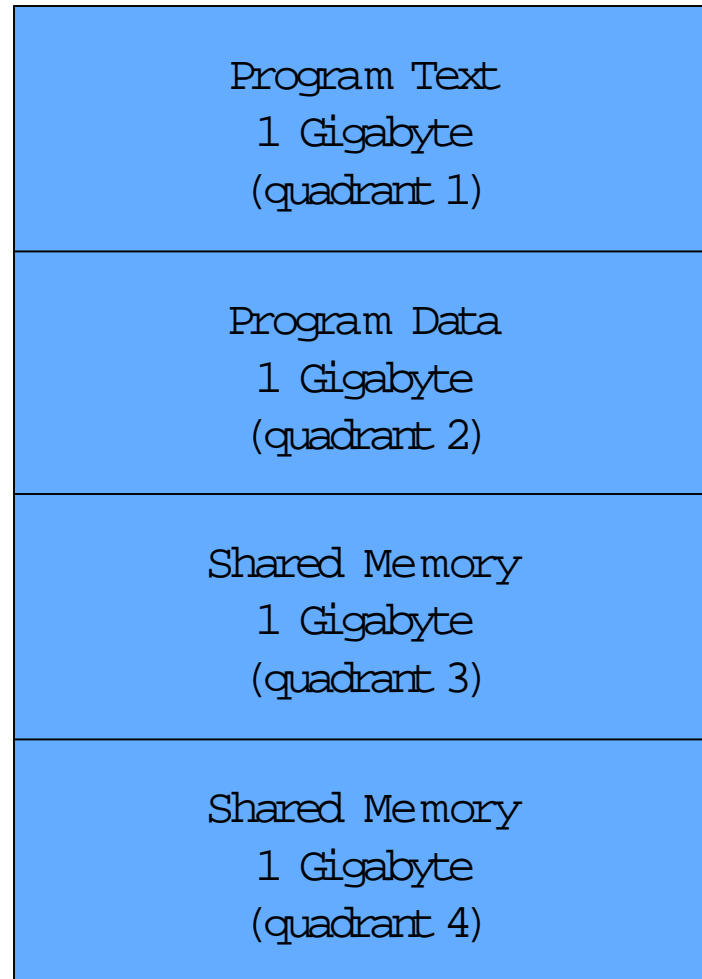 Program Text
1 Gigabyte
(quadrant 1)
Program Data
1 Gigabyte
(quadrant 2)
Shared Memory
1 Gigabyte
(quadrant 3)
Shared Memory
1 Gigabyte
(quadrant 4)